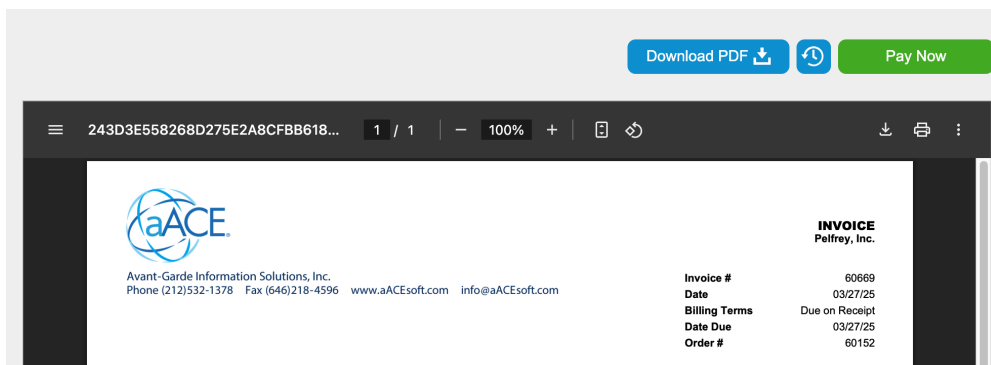 Download PDF
Pay Now
243D3E558268D275E2A8CFBB618...
1 / 1
100%
aACE
INVOICE
Pelfrey, Inc.
Avant-Garde Information Solutions, Inc.
Phone (212)532-1378 Fax (646)218-4596 www.aACEsoft.com info@aACEsoft.com
Invoice # 60669
Date 03/27/25
Billing Terms Due on Receipt
Date Due 03/27/25
Order # 60152